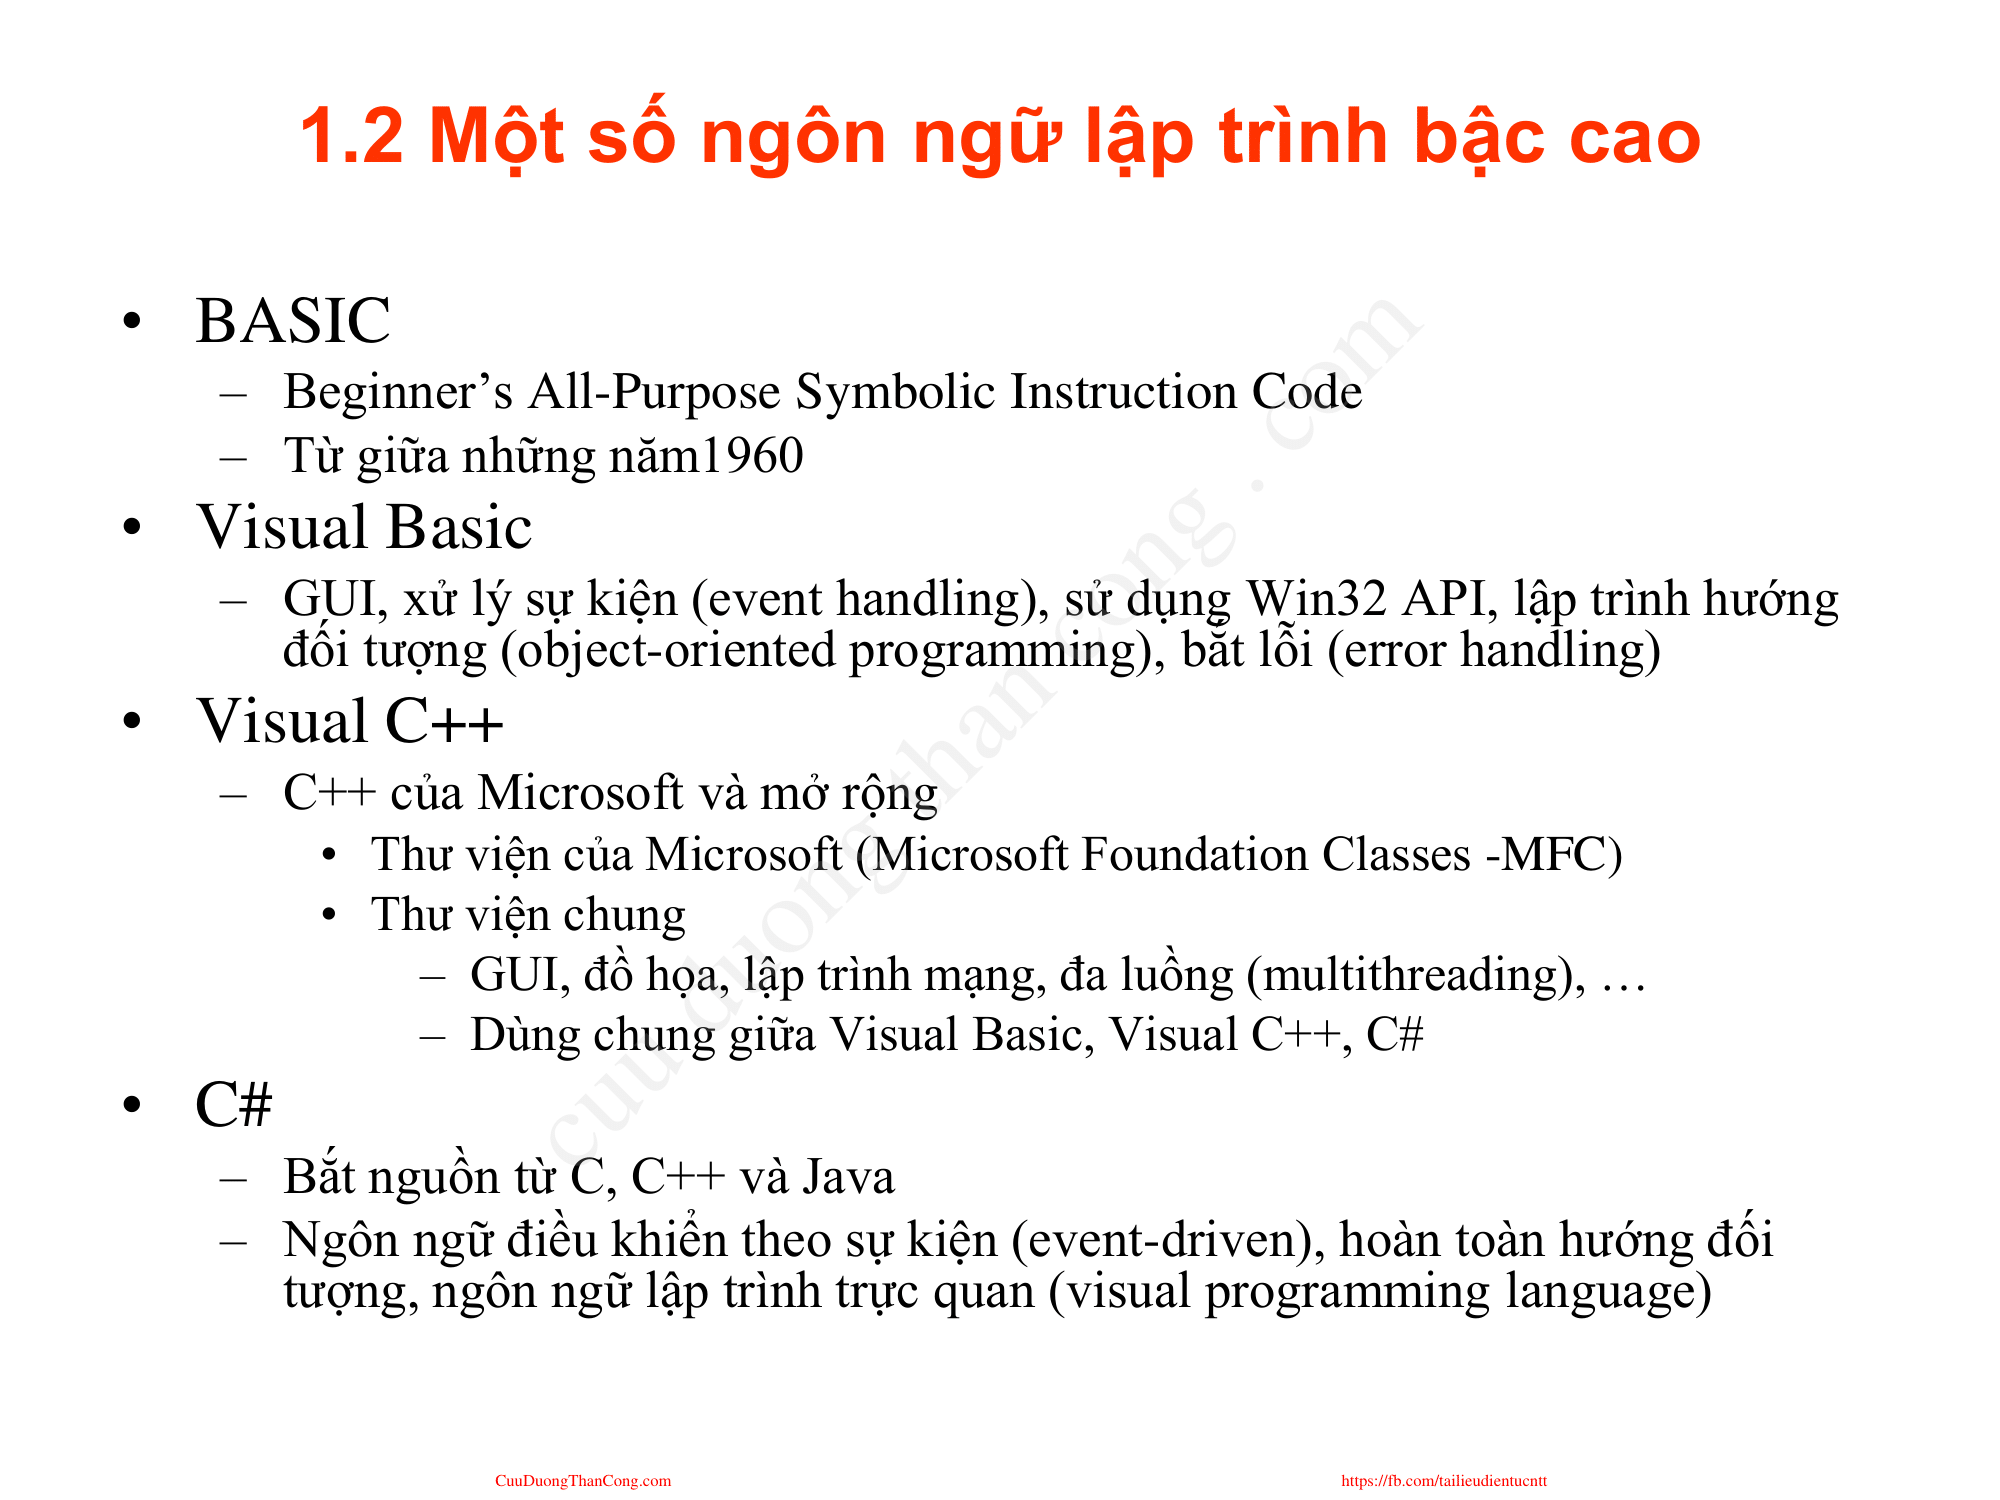 1.2 Một số ngôn ngữ lập trình bậc cao
• BASIC
– Beginner’s All-Purpose Symbolic Instruction Code
– Từ giữa những năm1960
• Visual Basic
– GUI, xử lý sự kiện (event handling), sử dụng Win32 API, lập trình hướng
đối tượng (object-oriented programming), bắt lỗi (error handling)
• Visual C++
– C++ của Microsoft và mở rộng
• Thư viện của Microsoft (Microsoft Foundation Classes -MFC)
• Thư viện chung
– GUI, đồ họa, lập trình mạng, đa luồng (multithreading), …
– Dùng chung giữa Visual Basic, Visual C++, C#
• C#
– Bắt nguồn từ C, C++ và Java
– Ngôn ngữ điều khiển theo sự kiện (event-driven), hoàn toàn hướng đối
tượng, ngôn ngữ lập trình trực quan (visual programming language)
cuu duong than cong . com
CuuDuongThanCong.com
https://fb.com/tailieudientucntt